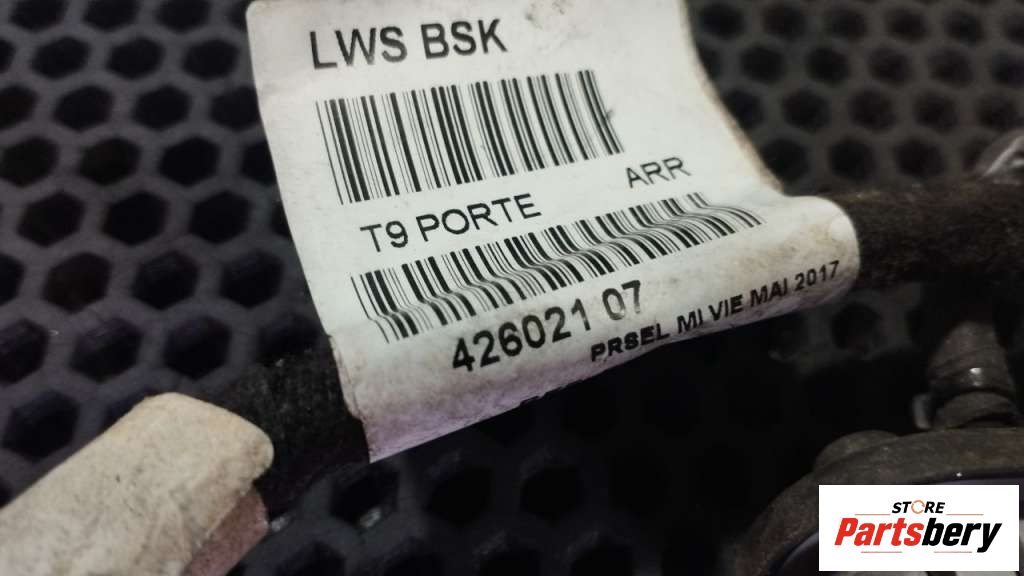 LWS BSK
T9 PORTE ARR
426021 07
PRSEL MI VIE MAI 2017
STORE
Partsbery